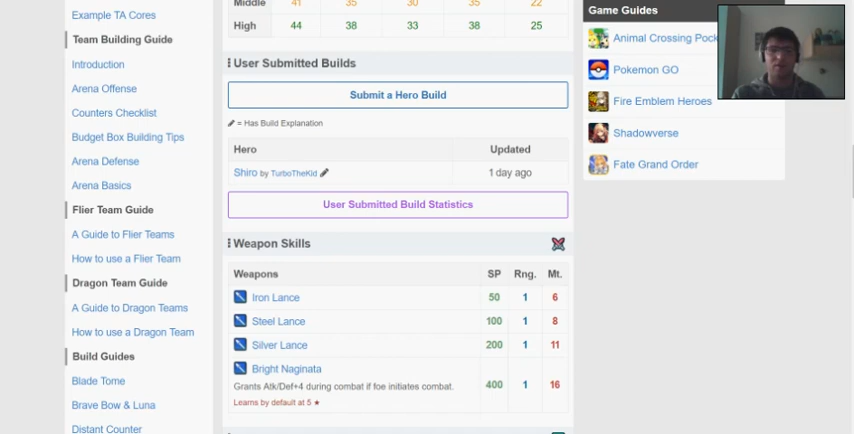 Example TA Cores
Team Building Guide
Introduction
Arena Offense
Counters Checklist
Budget Box Building Tips
Arena Defense
Arena Basics
Flier Team Guide
A Guide to Flier Teams
How to use a Flier Team
Dragon Team Guide
A Guide to Dragon Teams
How to use a Dragon Team
Build Guides
Blade Tome
Brave Bow & Luna
Distant Counter
Middle 41 35 30 35 22
High 44 38 33 38 25
User Submitted Builds
Submit a Hero Build
= Has Build Explanation
Hero Updated
Shiro by TurboTheKid 1 day ago
User Submitted Build Statistics
Weapon Skills
Weapons SP Rng. Mt.
Iron Lance 50 1 6
Steel Lance 100 1 8
Silver Lance 200 1 11
Bright Naginata
Grants Atk/Def+4 during combat if foe initiates combat. 400 1 16
Learns by default at 5 ★
Game Guides
Animal Crossing Pock
Pokemon GO
Fire Emblem Heroes
Shadowverse
Fate Grand Order